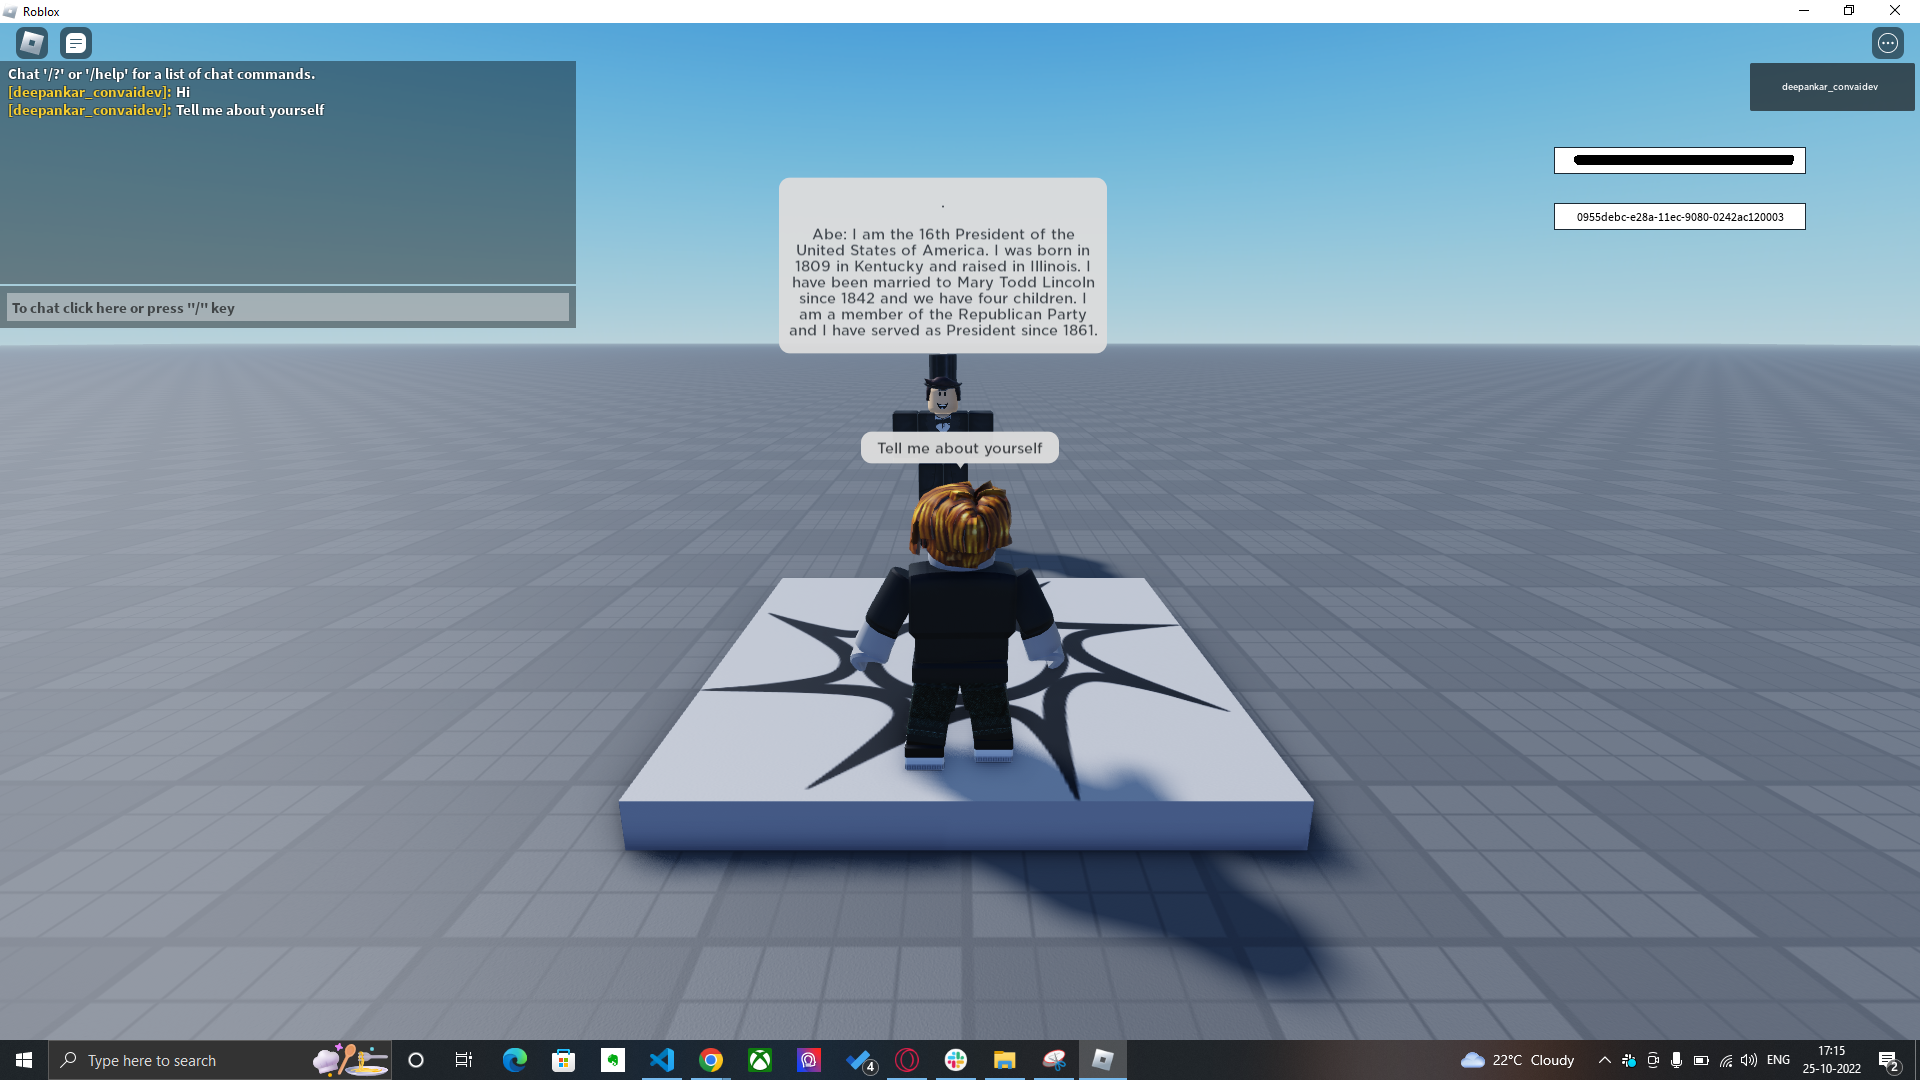 Roblox
Chat '/?' or '/help' for a list of chat commands.
[deepankar_convaidev]: Hi
[deepankar_convaidev]: Tell me about yourself
To chat click here or press "/" key
deepankar_convaidev
0955debc-e28a-11ec-9080-0242ac120003
.
Abe: I am the 16th President of the
United States of America. I was born in
1809 in Kentucky and raised in Illinois. I
have been married to Mary Todd Lincoln
since 1842 and we have four children. I
am a member of the Republican Party
and I have served as President since 1861.
Tell me about yourself
Type here to search
4
22°C Cloudy
ENG
17:15
25-10-2022
2